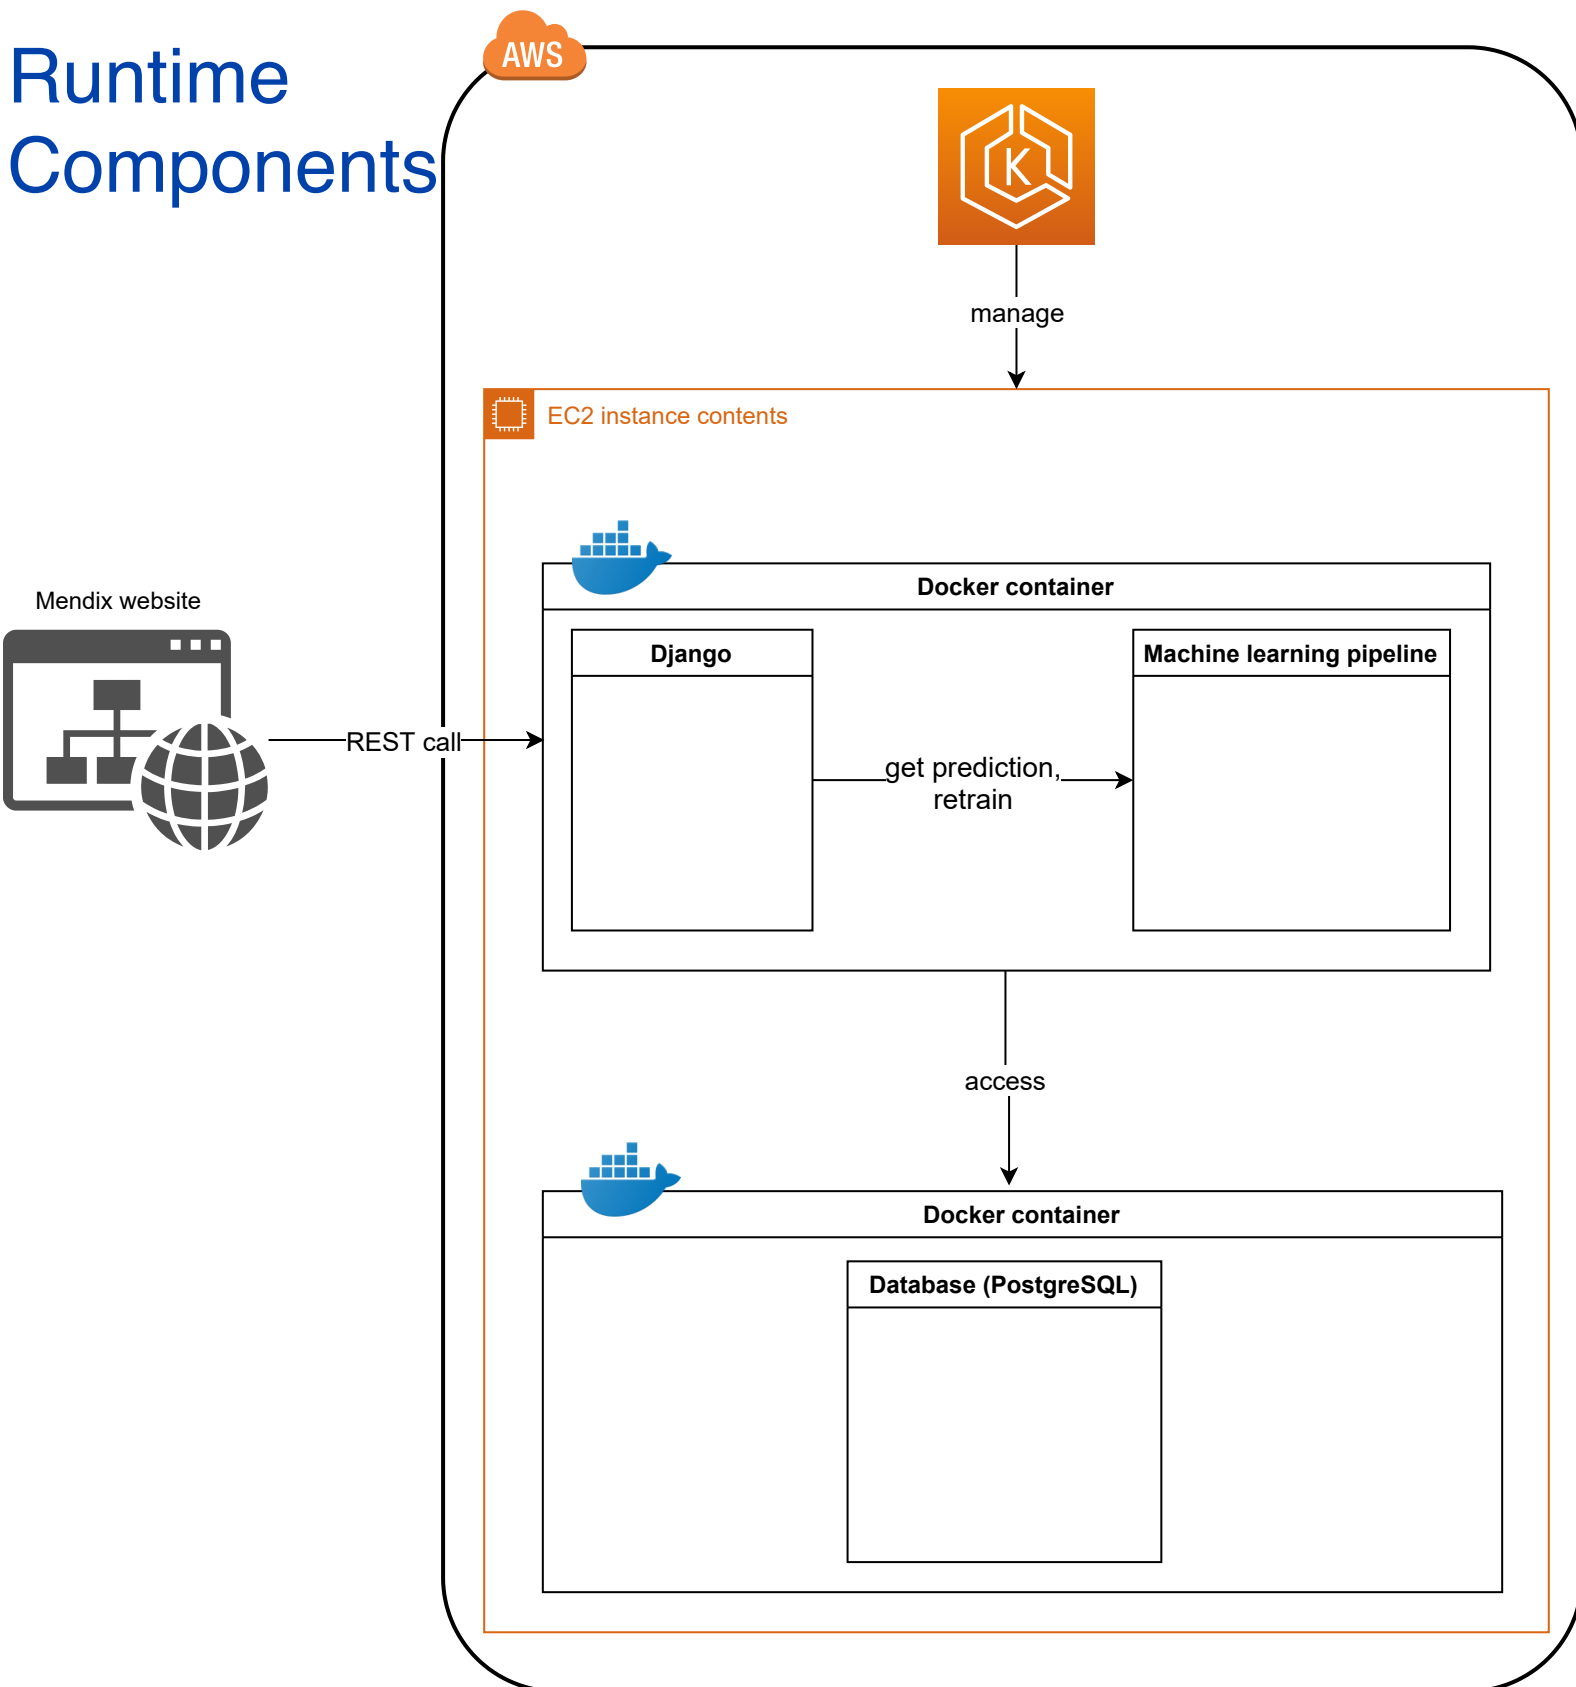 Runtime
Components
AWS
K
manage
EC2 instance contents
Docker container
Mendix website
Django
Machine learning pipeline
REST call
get prediction,
retrain
access
Docker container
Database (PostgreSQL)